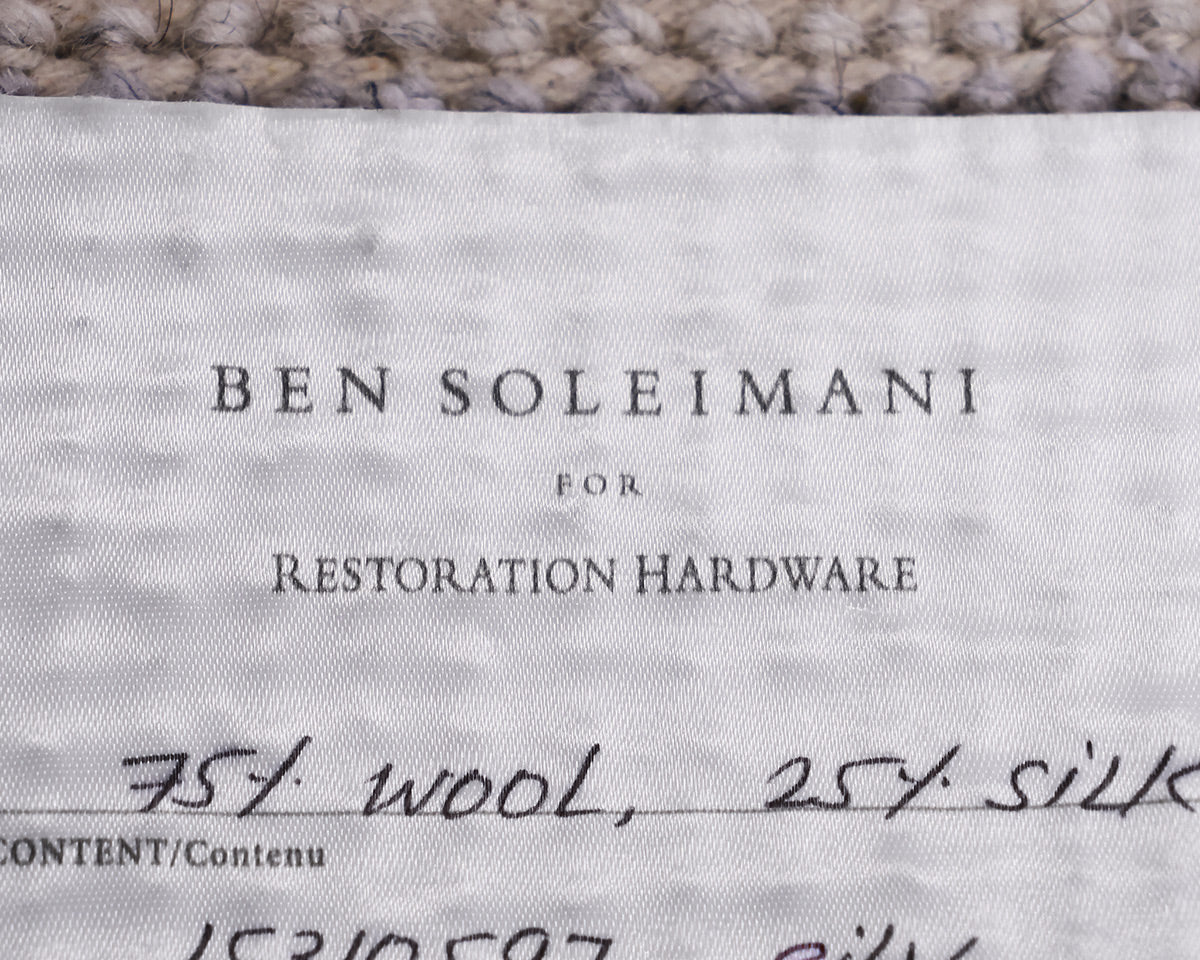 BEN SOLEIMANI
FOR
RESTORATION HARDWARE
75% WOOL, 25% SILK
CONTENT/Contenu